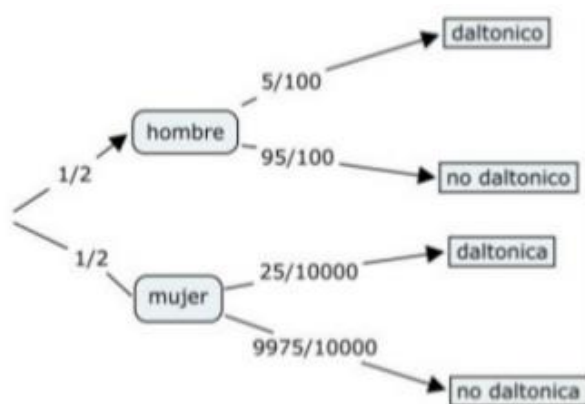 daltonico
5/100
hombre
95/100
1/2
no daltonico
1/2
daltonica
25/10000
mujer
9975/10000
no daltonica